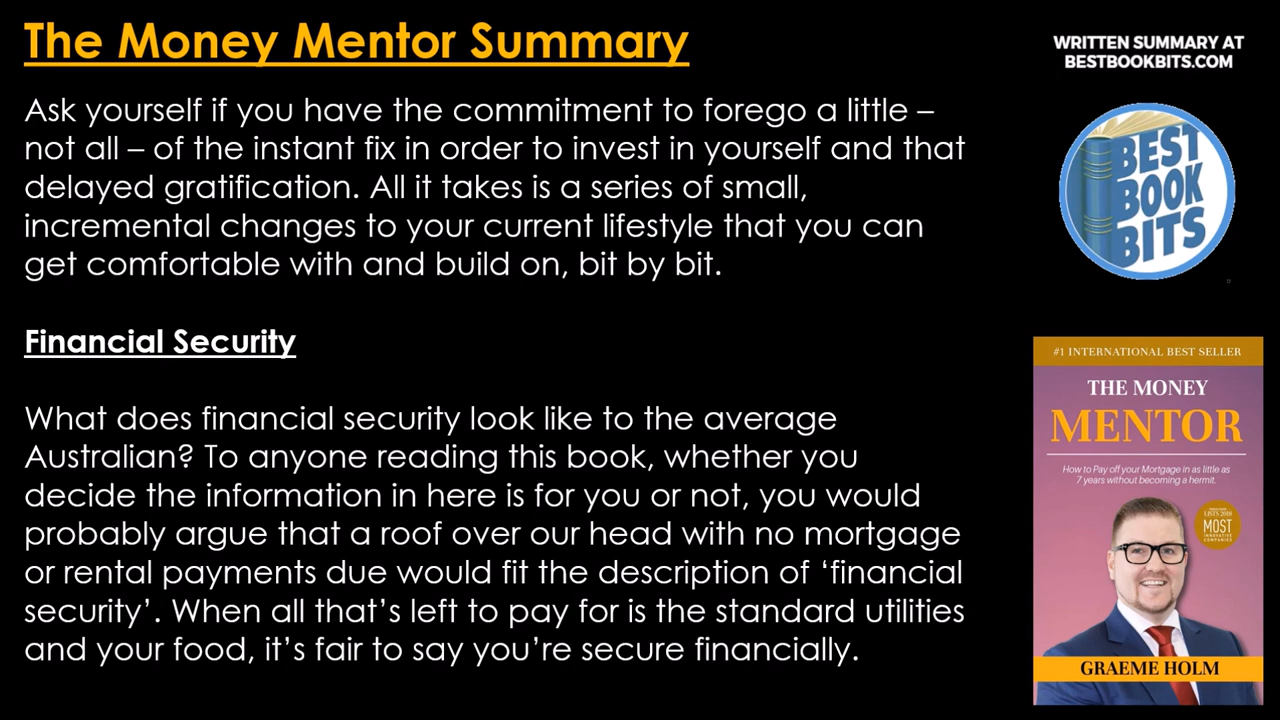 The Money Mentor Summary
Ask yourself if you have the commitment to forego a little –
not all – of the instant fix in order to invest in yourself and that
delayed gratification. All it takes is a series of small,
incremental changes to your current lifestyle that you can
get comfortable with and build on, bit by bit.
Financial Security
What does financial security look like to the average
Australian? To anyone reading this book, whether you
decide the information in here is for you or not, you would
probably argue that a roof over our head with no mortgage
or rental payments due would fit the description of ‘financial
security’. When all that’s left to pay for is the standard utilities
and your food, it’s fair to say you’re secure financially.
WRITTEN SUMMARY AT
BESTBOOKBITS.COM
BEST
BOOK
BITS
#1 INTERNATIONAL BEST SELLER
THE MONEY
MENTOR
How to Pay off your Mortgage in as little as
7 years without becoming a hermit.
LISTS 2018
MOST
INNOVATIVE
COMPANIES
GRAEME HOLM